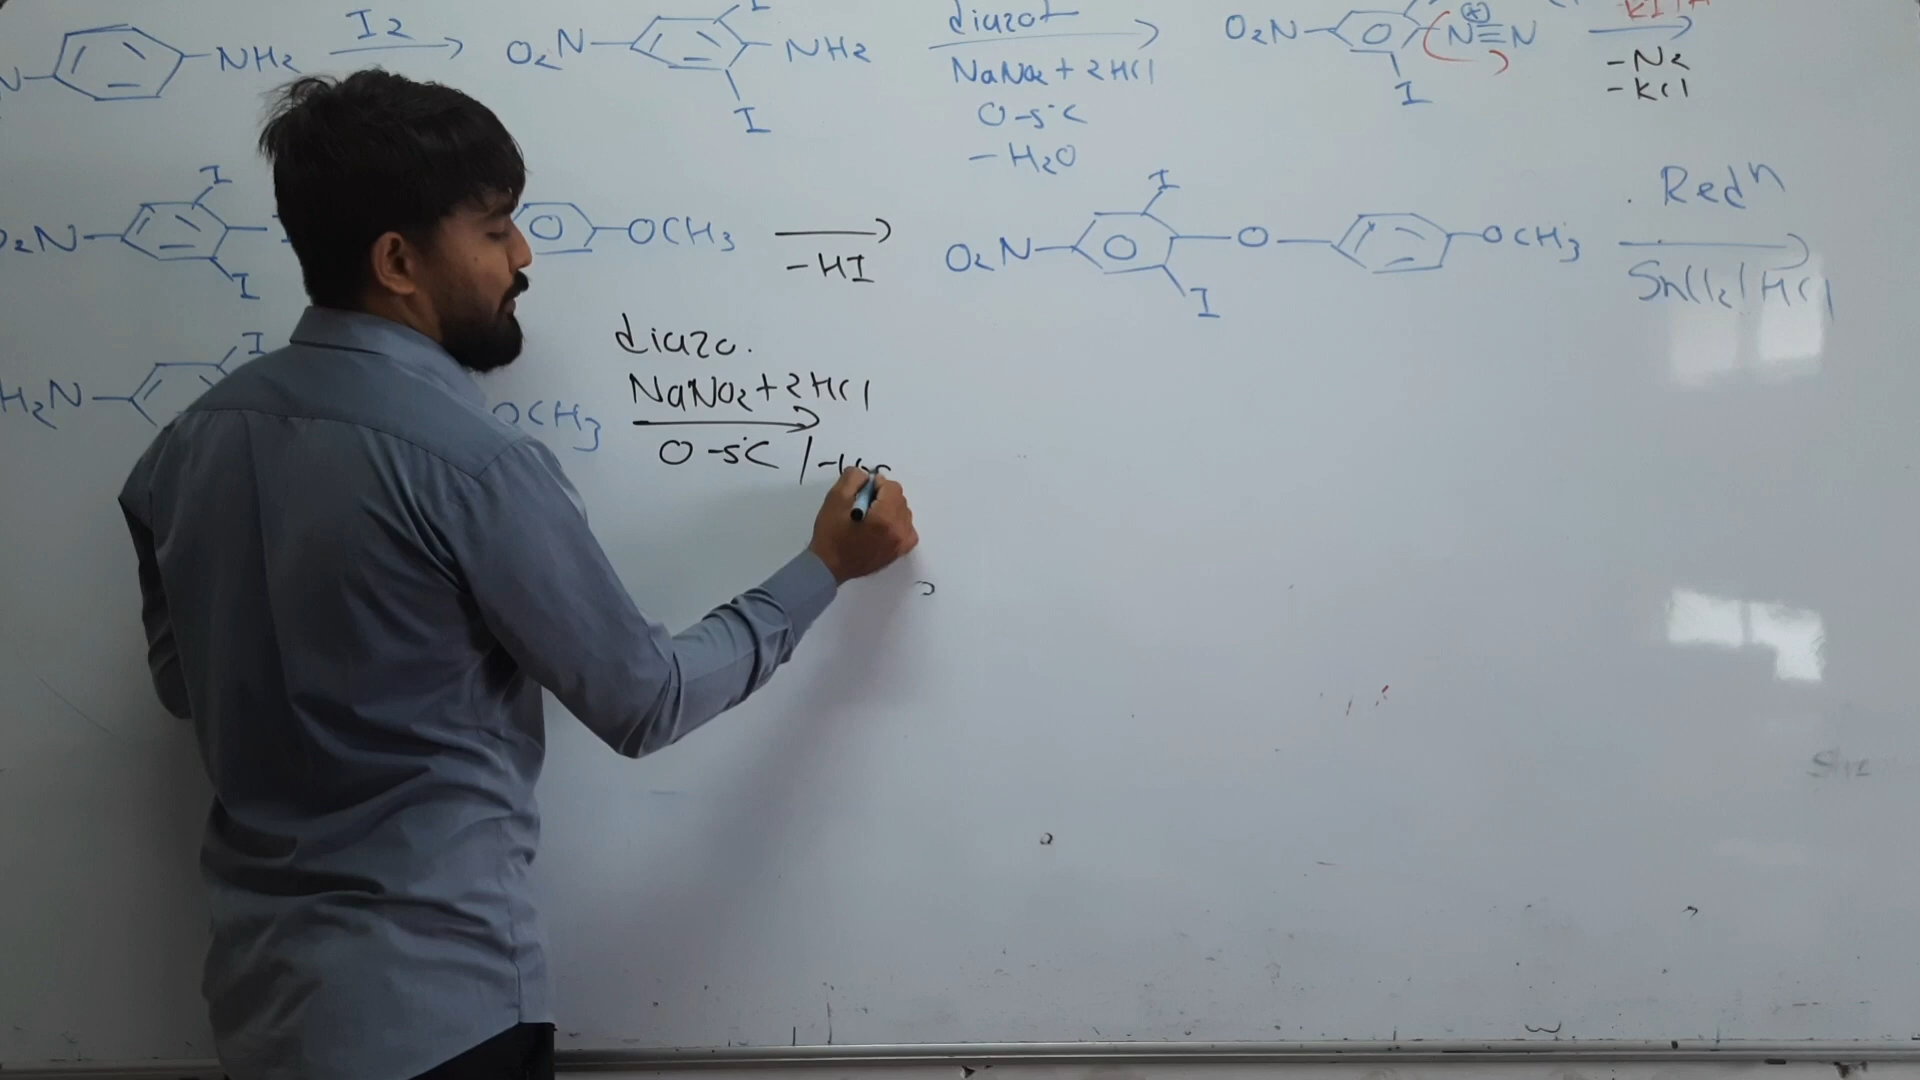 NH2 I2 O2N I NH2 I
diazot
NaNO2 + 2HCl
0-5°C
-H2O
O2N N≡N I
-N2
-KCl
O2N I I OCH3 -HI O2N I O OCH3 I
Redn
SnCl2/HCl
H2N I OCH3
diazo.
NaNO2+2HCl
0-5°C /-H